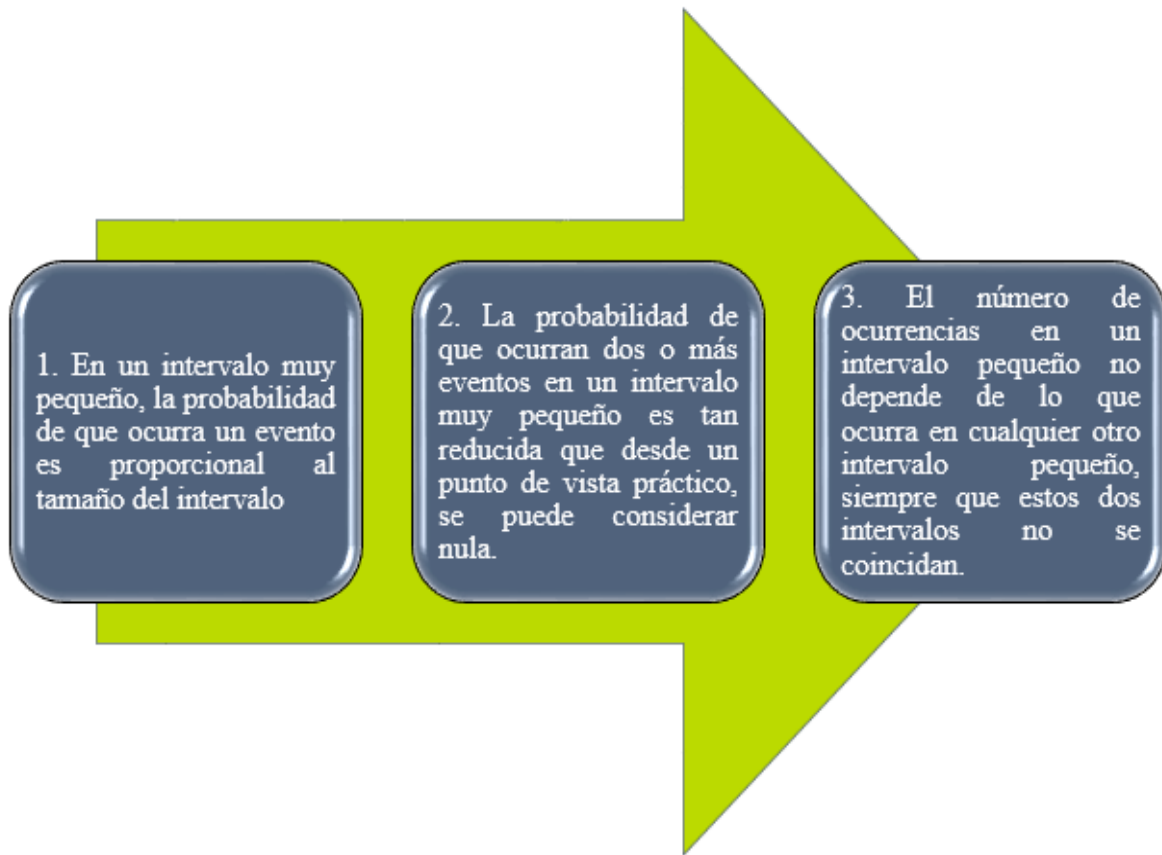 1. En un intervalo muy
pequeño, la probabilidad
de que ocurra un evento
es proporcional al
tamaño del intervalo
2. La probabilidad de
que ocurran dos o más
eventos en un intervalo
muy pequeño es tan
reducida que desde un
punto de vista práctico,
se puede considerar
nula.
3. El número de
ocurrencias en un
intervalo pequeño no
depende de lo que
ocurra en cualquier otro
intervalo pequeño,
siempre que estos dos
intervalos no se
coincidan.